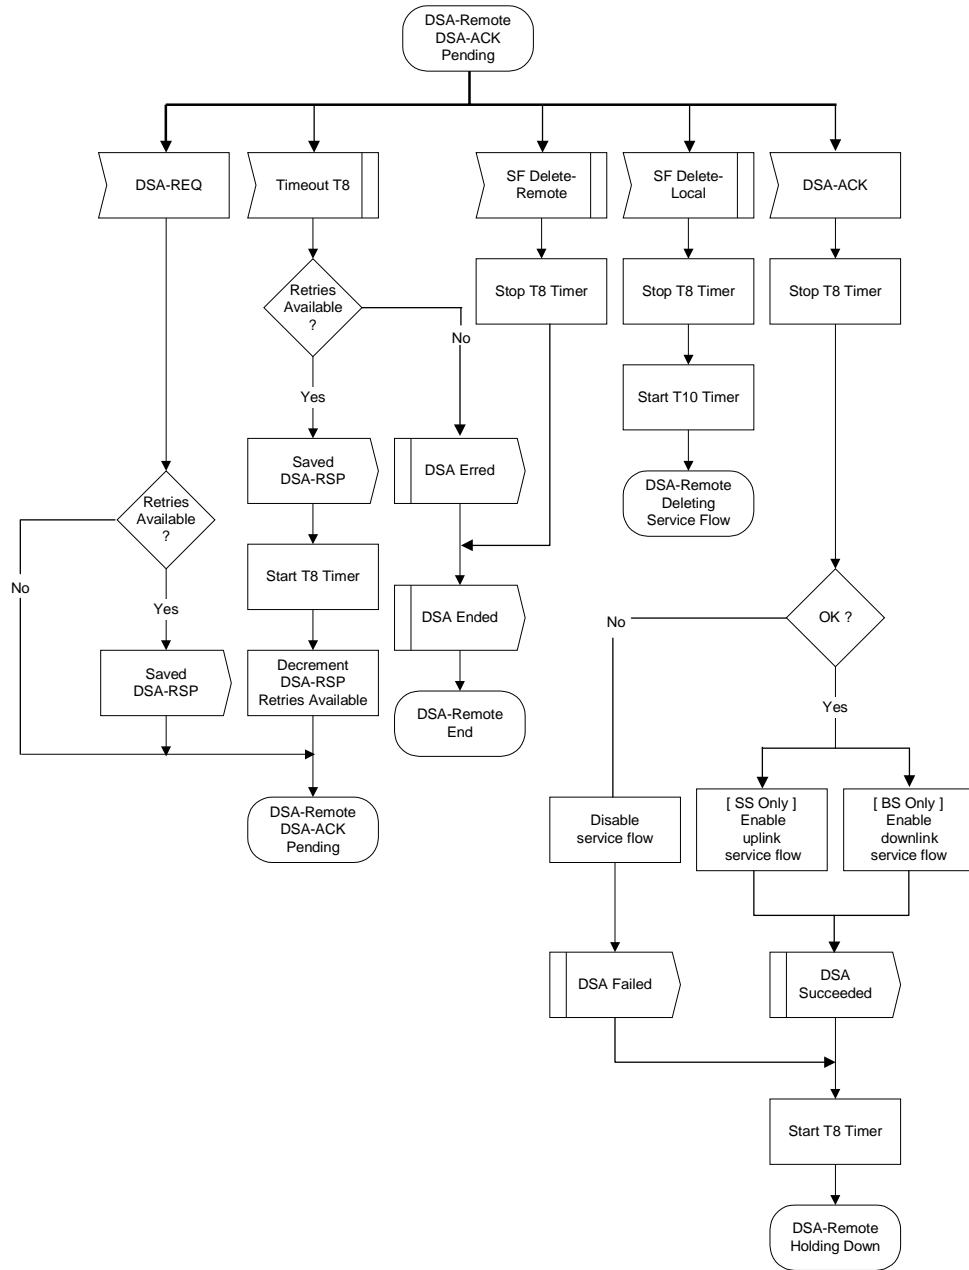 DSA-Remote
DSA-ACK
Pending
DSA-REQ
Timeout T8
SF Delete-
Remote
SF Delete-
Local
DSA-ACK
Retries
Available
?
Stop T8 Timer
Stop T8 Timer
Stop T8 Timer
No
Yes
Start T10 Timer
Saved
DSA-RSP
DSA Erred
DSA-Remote
Deleting
Service Flow
Retries
Available
?
Start T8 Timer
No
Yes
DSA Ended
OK ?
No
Saved
DSA-RSP
Decrement
DSA-RSP
Retries Available
Yes
DSA-Remote
End
DSA-Remote
DSA-ACK
Pending
Disable
service flow
[ SS Only ]
Enable
uplink
service flow
[ BS Only ]
Enable
downlink
service flow
DSA Failed
DSA
Succeeded
Start T8 Timer
DSA-Remote
Holding Down